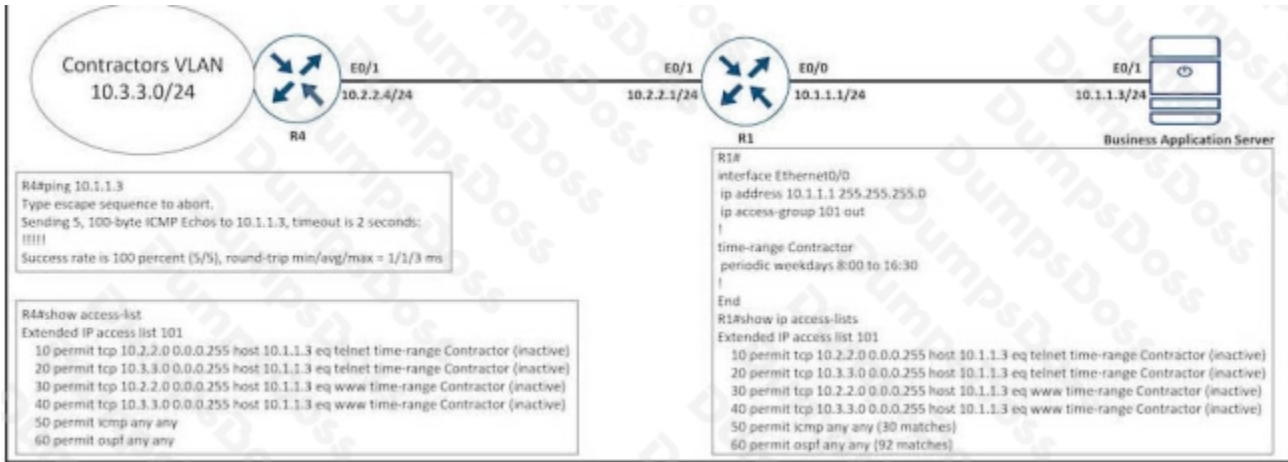 Contractors VLAN
10.3.3.0/24
E0/1
10.2.2.4/24
R4
E0/1
10.2.2.1/24
E0/0
10.1.1.1/24
R1
E0/1
10.1.1.3/24
Business Application Server
R4#ping 10.1.1.3
Type escape sequence to abort.
Sending 5, 100-byte ICMP Echos to 10.1.1.3, timeout is 2 seconds:
!!!!!
Success rate is 100 percent (5/5), round-trip min/avg/max = 1/1/3 ms
R4#show access-list
Extended IP access list 101
10 permit tcp 10.2.2.0 0.0.0.255 host 10.1.1.3 eq telnet time-range Contractor (inactive)
20 permit tcp 10.3.3.0 0.0.0.255 host 10.1.1.3 eq telnet time-range Contractor (inactive)
30 permit tcp 10.2.2.0 0.0.0.255 host 10.1.1.3 eq www time-range Contractor (inactive)
40 permit tcp 10.3.3.0 0.0.0.255 host 10.1.1.3 eq www time-range Contractor (inactive)
50 permit icmp any any
60 permit ospf any any
R1#
interface Ethernet0/0
ip address 10.1.1.1 255.255.255.0
ip access-group 101 out
!
time-range Contractor
periodic weekdays 8:00 to 16:30
!
End
R1#show ip access-lists
Extended IP access list 101
10 permit tcp 10.2.2.0 0.0.0.255 host 10.1.1.3 eq telnet time-range Contractor (inactive)
20 permit tcp 10.3.3.0 0.0.0.255 host 10.1.1.3 eq telnet time-range Contractor (inactive)
30 permit tcp 10.2.2.0 0.0.0.255 host 10.1.1.3 eq www time-range Contractor (inactive)
40 permit tcp 10.3.3.0 0.0.0.255 host 10.1.1.3 eq www time-range Contractor (inactive)
50 permit icmp any any (30 matches)
60 permit ospf any any (92 matches)
DumpsDoss